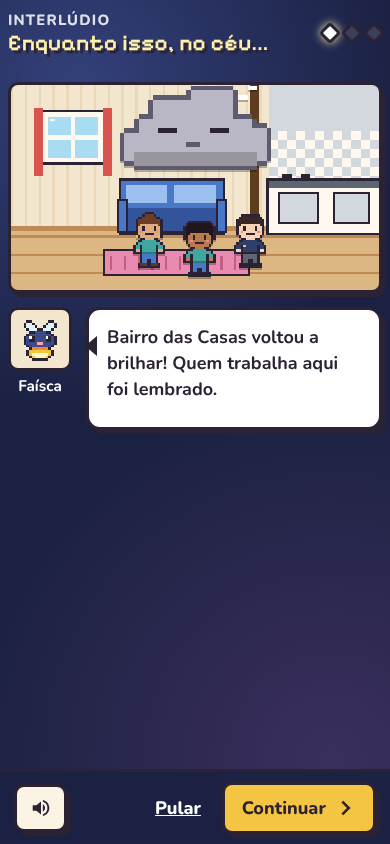 INTERLÚDIO
Enquanto isso, no céu...
Bairro das Casas voltou a
brilhar! Quem trabalha aqui
foi lembrado.
Faísca
Pular
Continuar